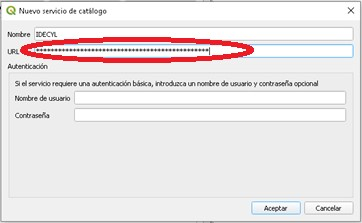 Nuevo servicio de catálogo
Nombre IDECYL
URL **************************************************
Autenticación
Si el servicio requiere una autenticación básica, introduzca un nombre de usuario y contraseña opcional
Nombre de usuario
Contraseña
Aceptar Cancelar